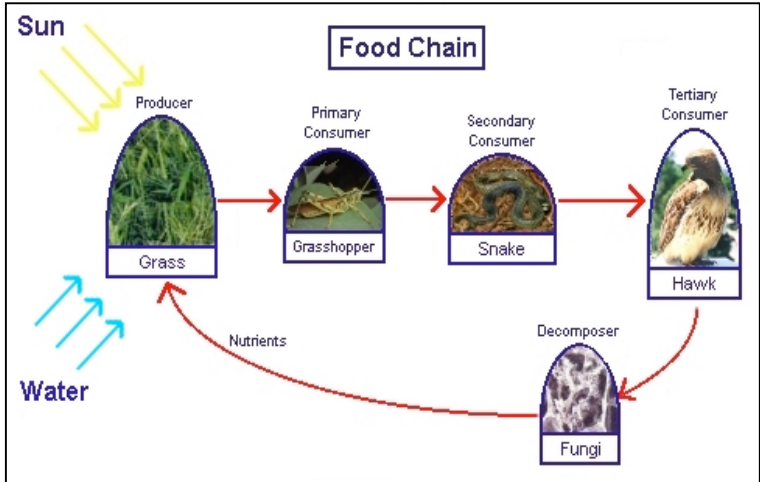 Sun
Food Chain
Producer
Primary
Consumer
Secondary
Consumer
Tertiary
Consumer
Grass
Grasshopper
Snake
Hawk
Nutrients
Decomposer
Water
Fungi